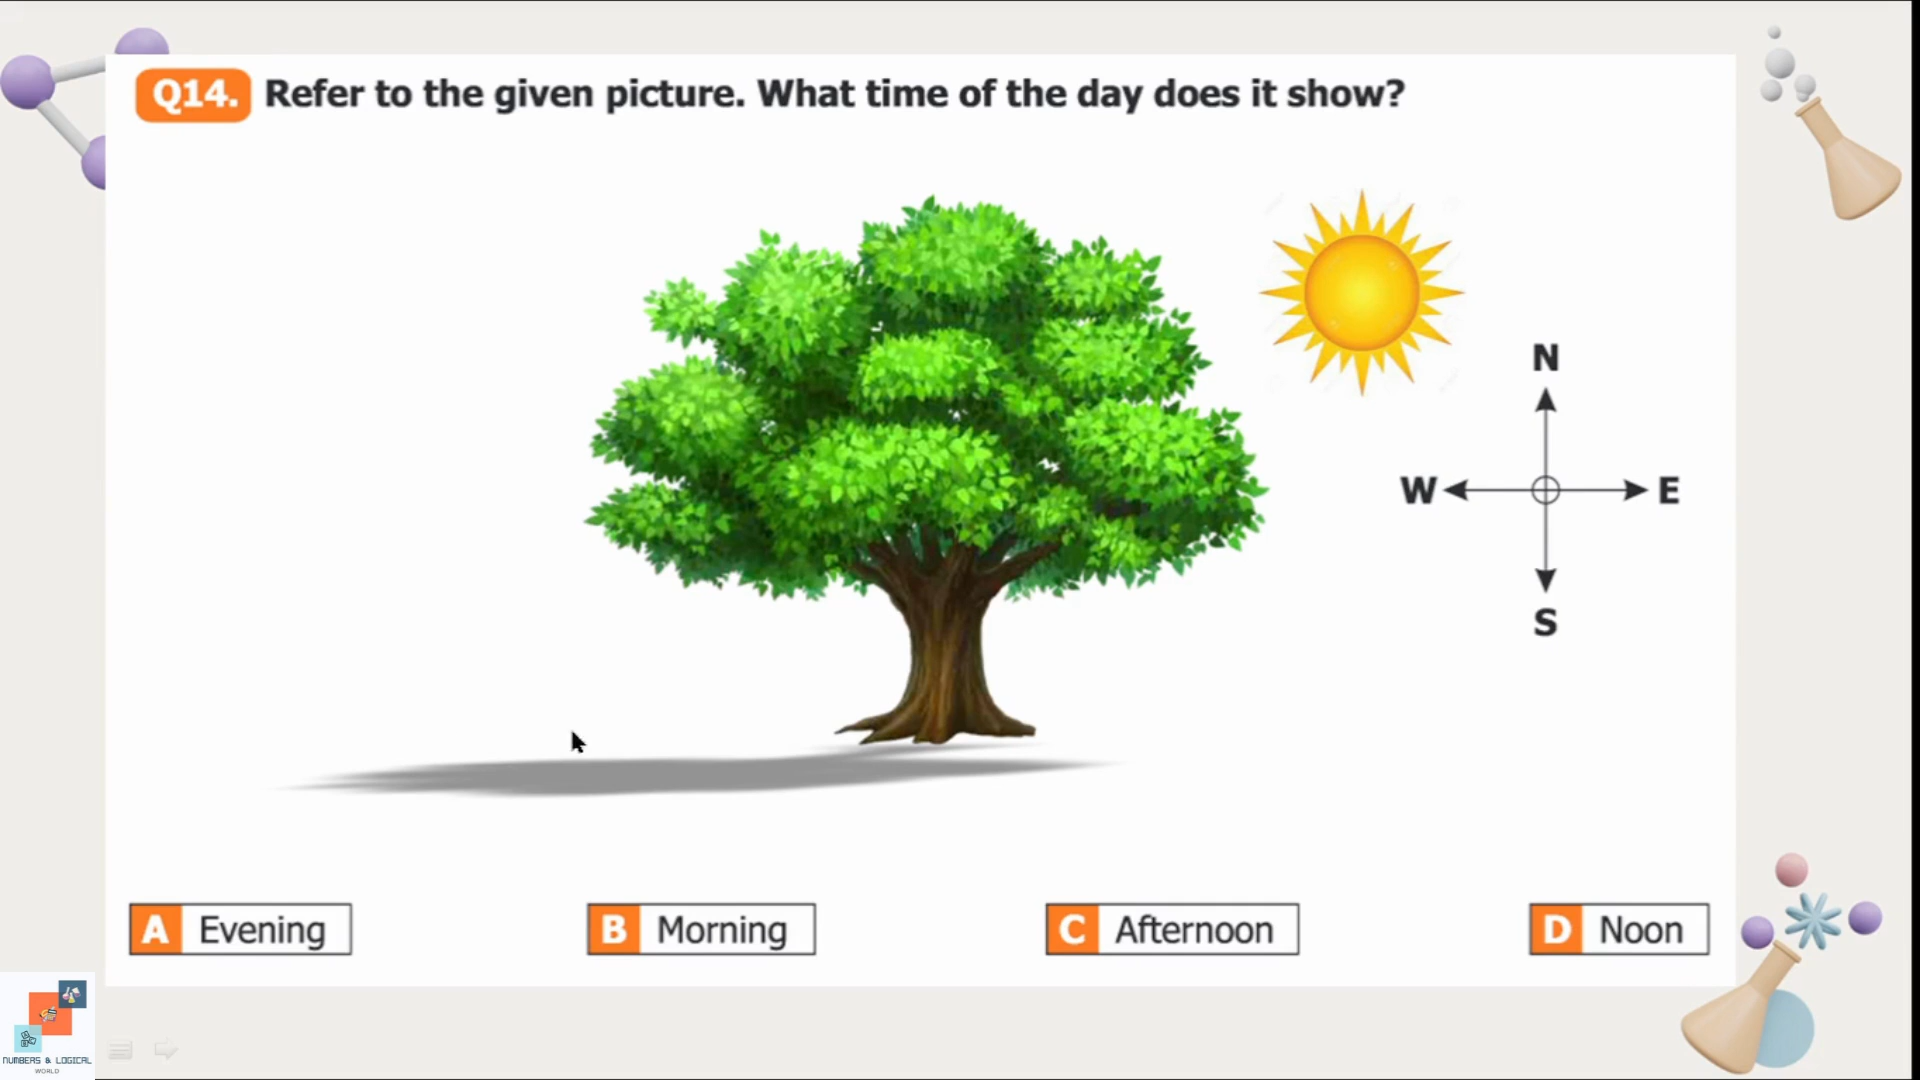 Q14. Refer to the given picture. What time of the day does it show?
N
W E
S
A Evening
B Morning
C Afternoon
D Noon
NUMBERS & LOGICAL
WORLD